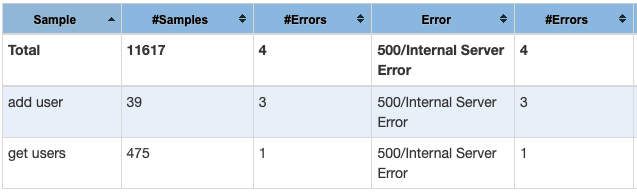 Sample #Samples #Errors Error #Errors
Total 11617 4 500/Internal Server Error 4
add user 39 3 500/Internal Server Error 3
get users 475 1 500/Internal Server Error 1